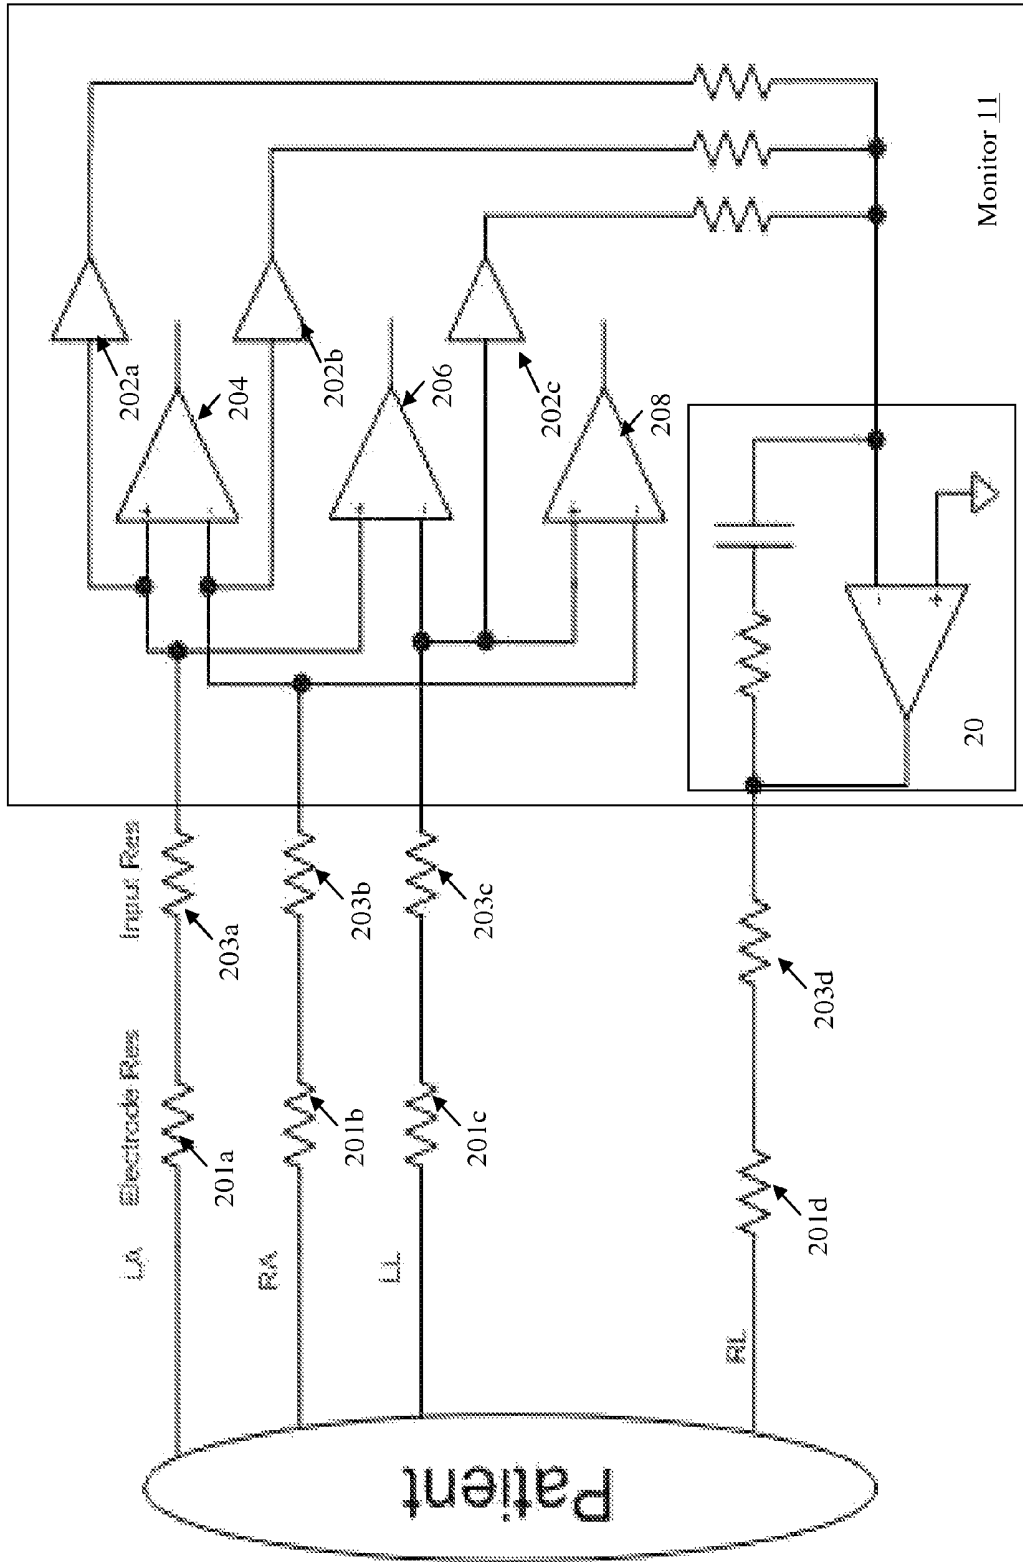 Patient
LA
RA
LL
RL
Electrode Res
Input Res
201a
201b
201c
201d
203a
203b
203c
203d
202a
204
202b
206
202c
208
+
-
+
-
+
-
-
+
20
Monitor 11